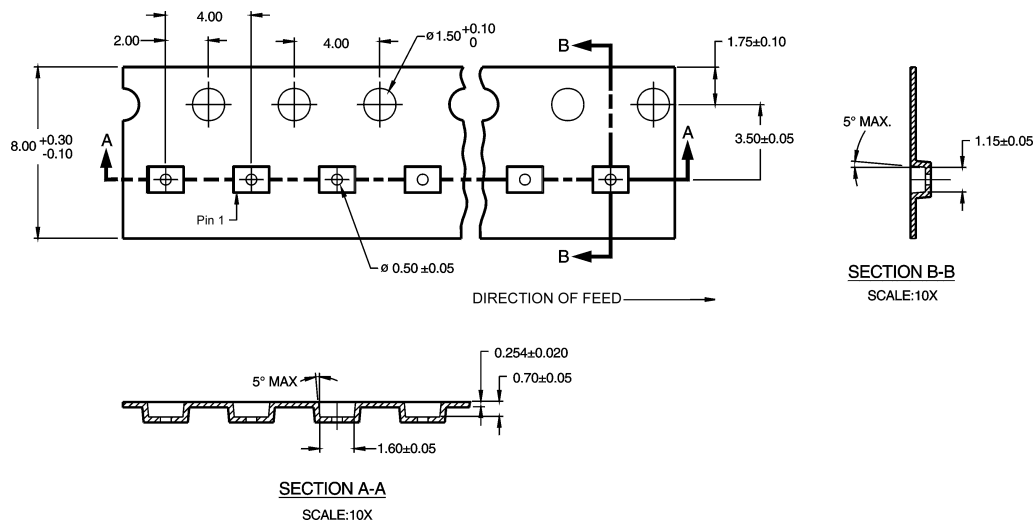 4.00
2.00
4.00
ø1.50 +0.10 0
B
1.75±0.10
8.00 +0.30 -0.10
A
A
3.50±0.05
5° MAX.
1.15±0.05
Pin 1
ø 0.50 ±0.05
B
SECTION B-B
SCALE:10X
DIRECTION OF FEED
0.254±0.020
5° MAX
0.70±0.05
1.60±0.05
SECTION A-A
SCALE:10X